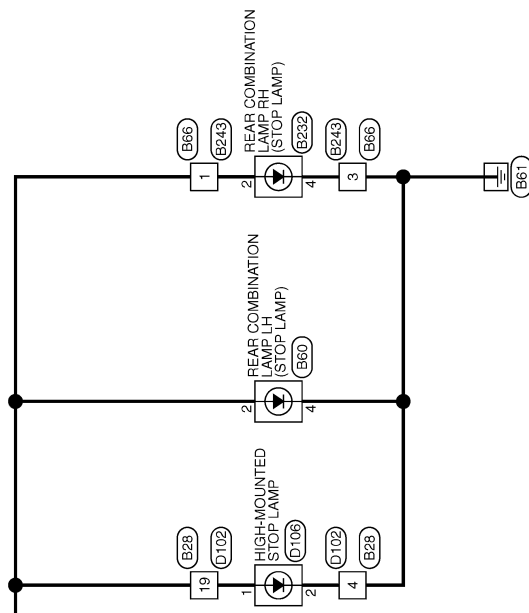 B28
D102
19
HIGH-MOUNTED
STOP LAMP
D106
1
2
D102
B28
4
REAR COMBINATION
LAMP LH
(STOP LAMP)
B60
2
4
B66
B243
1
REAR COMBINATION
LAMP RH
(STOP LAMP)
B232
2
4
B243
B66
3
B61